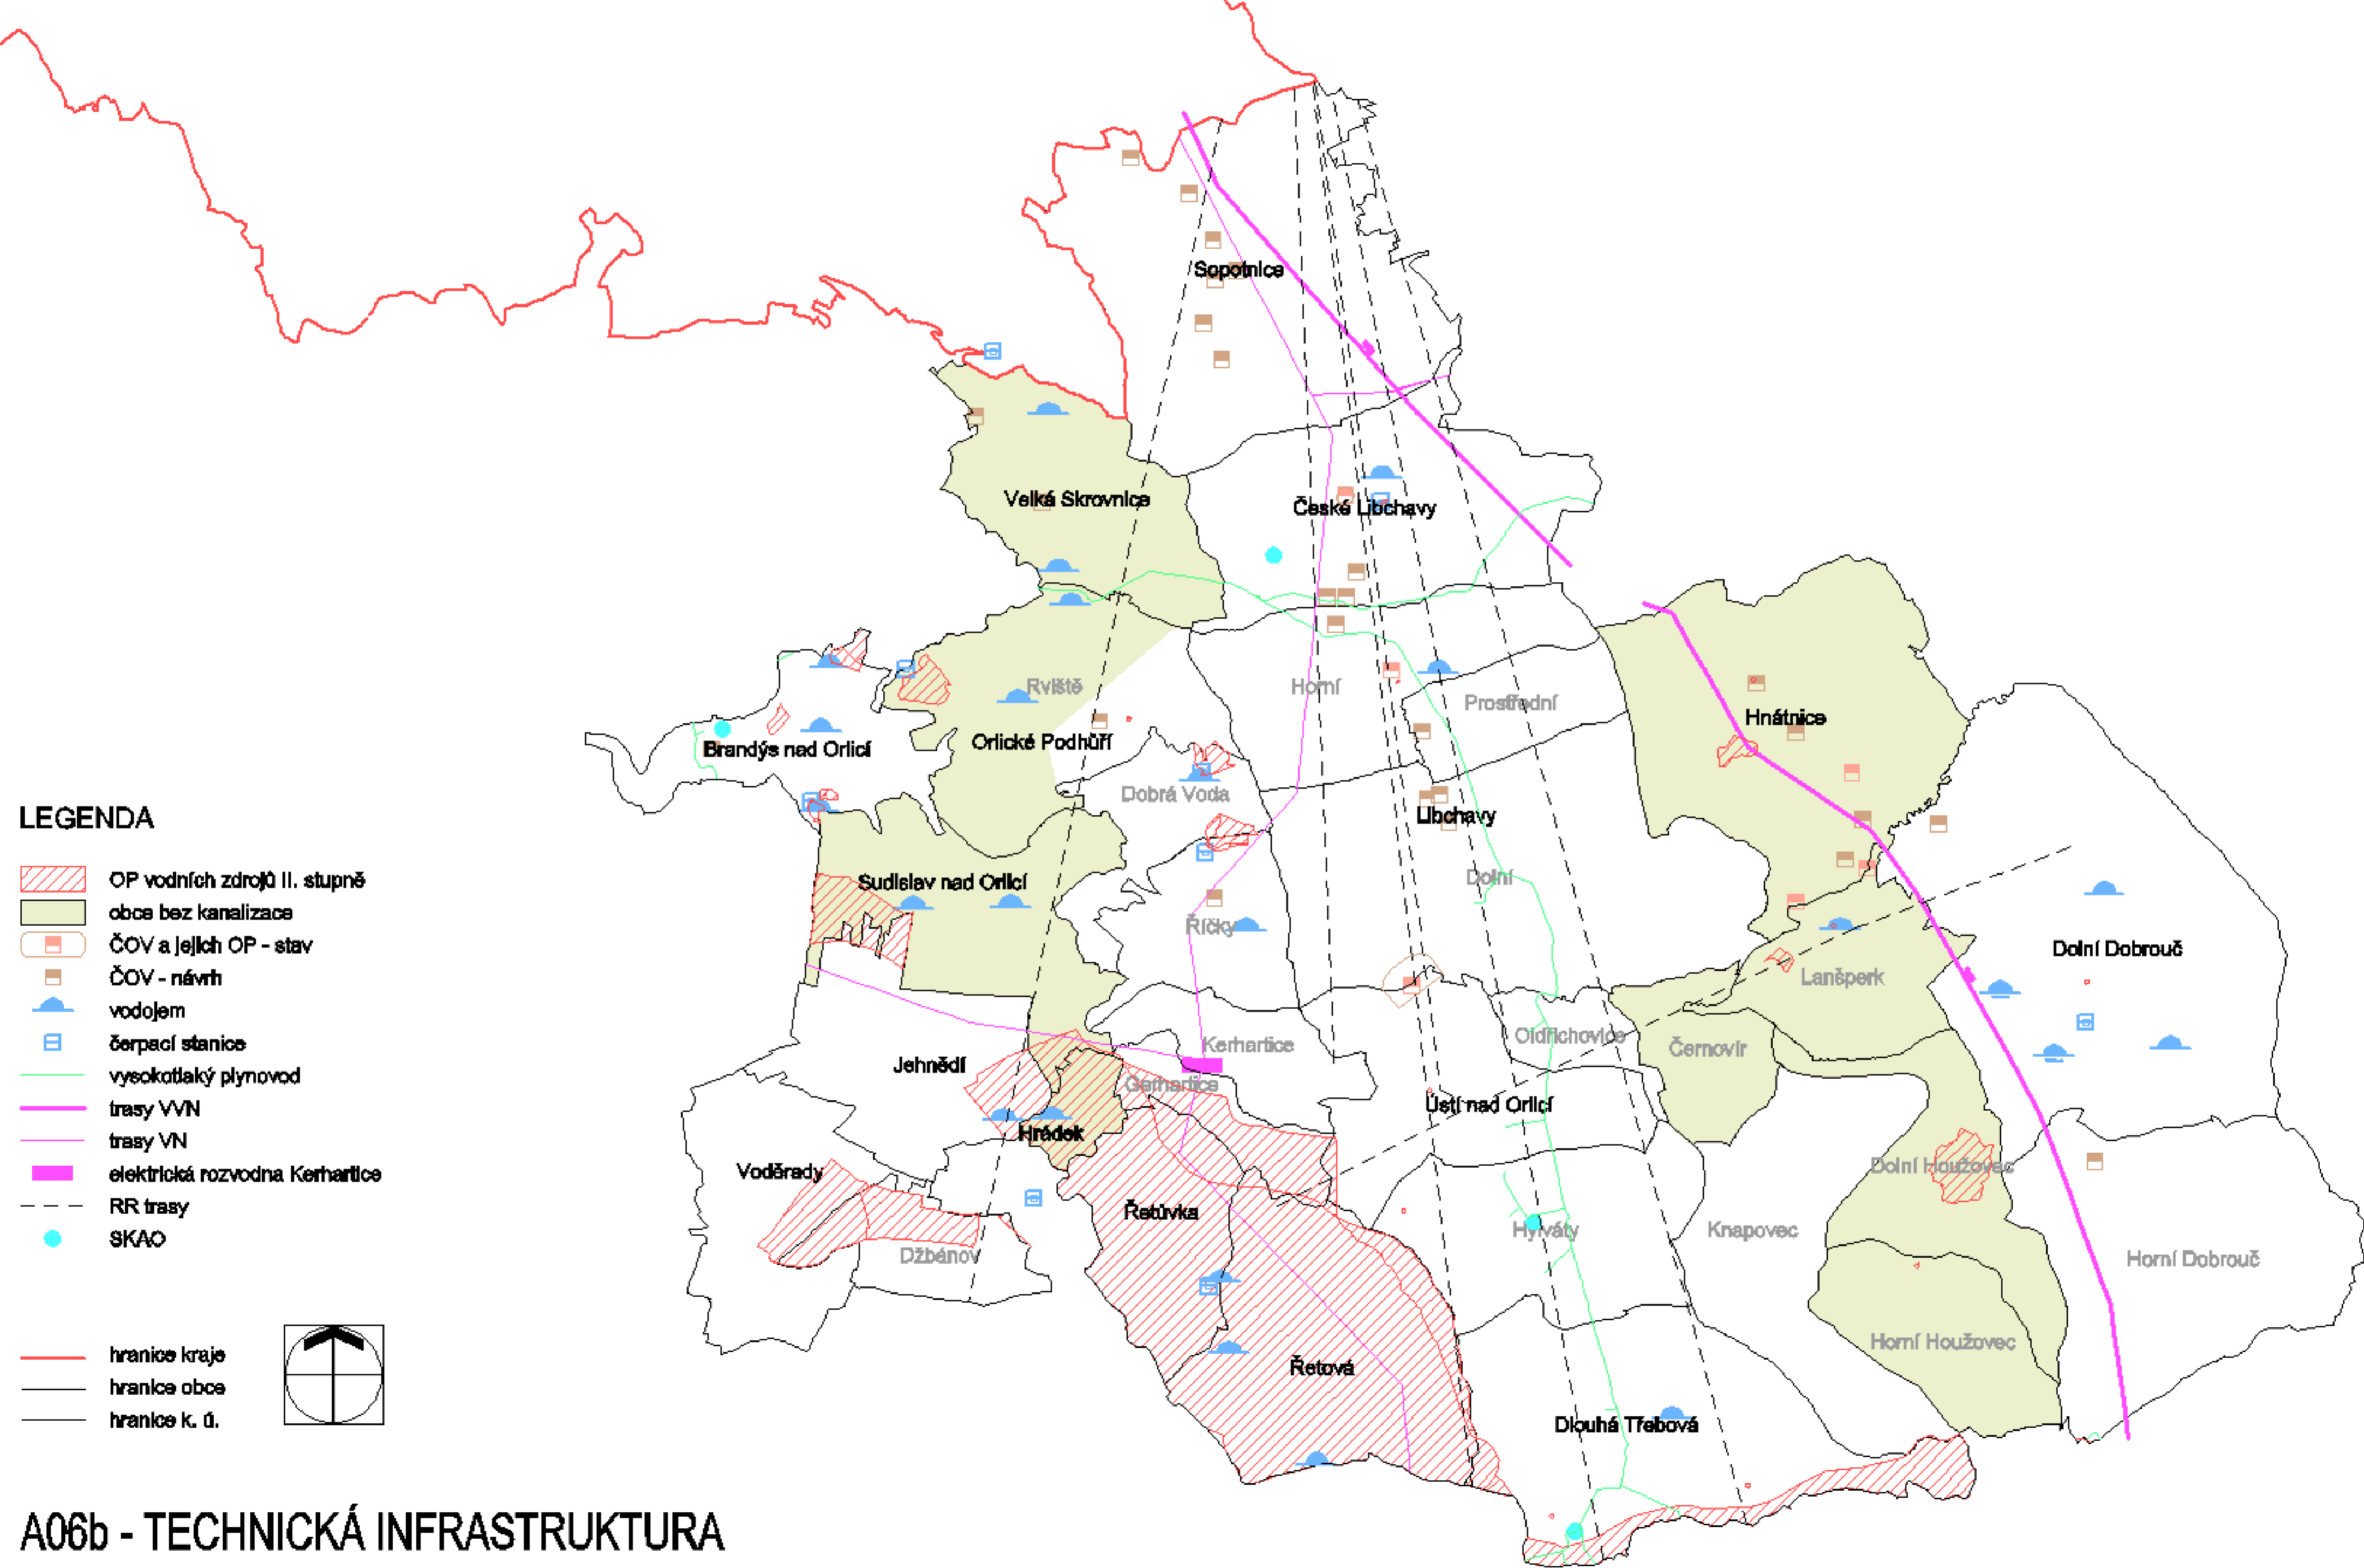 Sopotnice
Velká Skrovnice
České Libchavy
Rviště
Horní
Prostřední
Hnátnice
Orlické Podhůří
Brandýs nad Orlicí
Dobrá Voda
Libchavy
Sudislav nad Orlicí
Dolní
Říčky
Dolní Dobrouč
Lanšperk
Oldřichovice
Kerhartice
Černovír
Jehnědí
Gerhartice
Ústí nad Orlicí
Hrádek
Voděrady
Dolní Houžovec
Řetůvka
Hylváty
Knapovec
Džbánov
Horní Dobrouč
Horní Houžovec
Řetová
Dlouhá Třebová
LEGENDA
OP vodních zdrojů II. stupně
obce bez kanalizace
ČOV a jejich OP - stav
ČOV - návrh
vodojem
čerpací stanice
vysokotlaký plynovod
trasy VVN
trasy VN
elektrická rozvodna Kerhartice
RR trasy
SKAO
hranice kraje
hranice obce
hranice k. ú.
A06b - TECHNICKÁ INFRASTRUKTURA